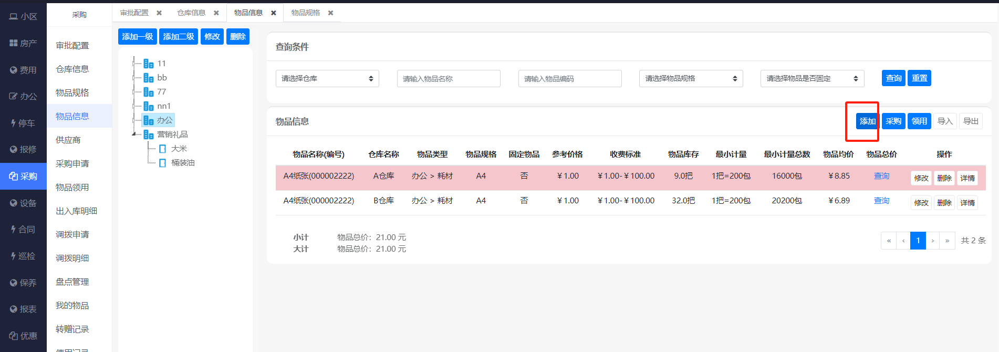 小区
房产
费用
办公
停车
报修
采购
设备
合同
巡检
保养
报表
优惠
采购
审批配置
仓库信息
物品规格
物品信息
供应商
采购申请
物品领用
出入库明细
调拨申请
调拨明细
盘点管理
我的物品
转赠记录
审批配置 ✖ 仓库信息 ✖ 物品信息 ✖ 物品规格 ✖
添加一级 添加二级 修改 删除
11
bb
77
nn1
办公
营销礼品
大米
桶装油
查询条件
请选择仓库 请输入物品名称 请输入物品编码 请选择物品规格 请选择物品是否固定 查询 重置
物品信息 添加 采购 领用 导入 导出
物品名称(编号) 仓库名称 物品类型 物品规格 固定物品 参考价格 收费标准 物品库存 最小计量 最小计量总数 物品均价 物品总价 操作
A4纸张(000002222) A仓库 办公 > 耗材 A4 否 ￥1.00 ￥1.00-￥100.00 9.0把 1把=200包 16000包 ￥8.85 查询 修改 删除 详情
A4纸张(000002222) B仓库 办公 > 耗材 A4 否 ￥1.00 ￥1.00-￥100.00 32.0把 1把=200包 20200包 ￥6.89 查询 修改 删除 详情
小计 物品总价：21.00 元
大计 物品总价：21.00 元
« ‹ 1 › » 共 2 条